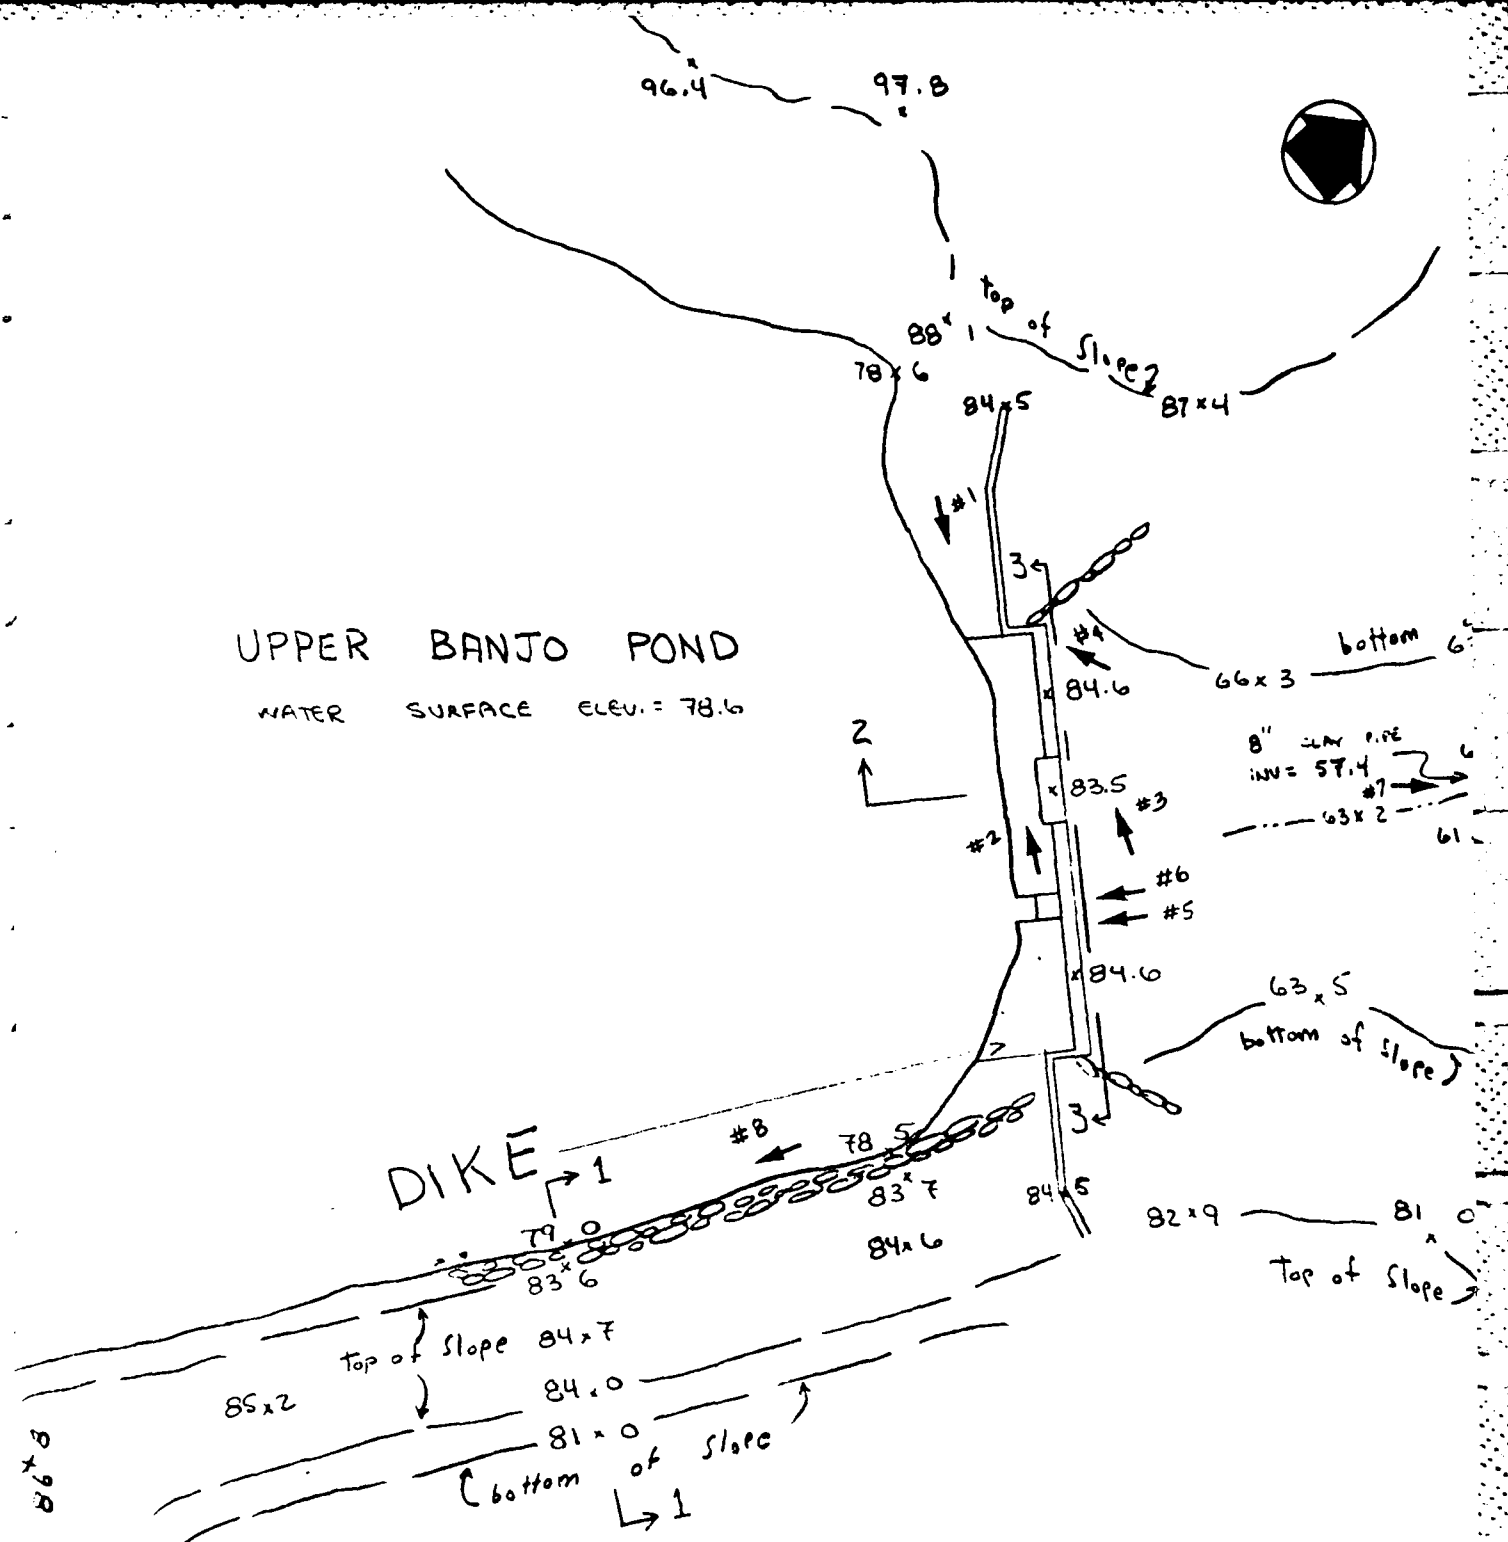 96.4
97.8
top of slope
88 x 1
78 x 6
84 x 5
87 x 4
#1
3
#4
bottom
66 x 3
84.6
UPPER BANJO POND
WATER SURFACE ELEV. = 78.6
2
8" CLAY PIPE
INV = 57.4
#7
83.5
#3
63 x 2
61
#2
#6
#5
84.6
63 x 5
bottom of slope
3
DIKE
#8
78 5
1
83 x 7
84 x 5
82 x 9
81 0
79 0
84 x 6
83 x 6
Top of slope
top of slope
84 x 7
84.0
85 x 2
81 x 0
bottom of slope
86 x 8
1